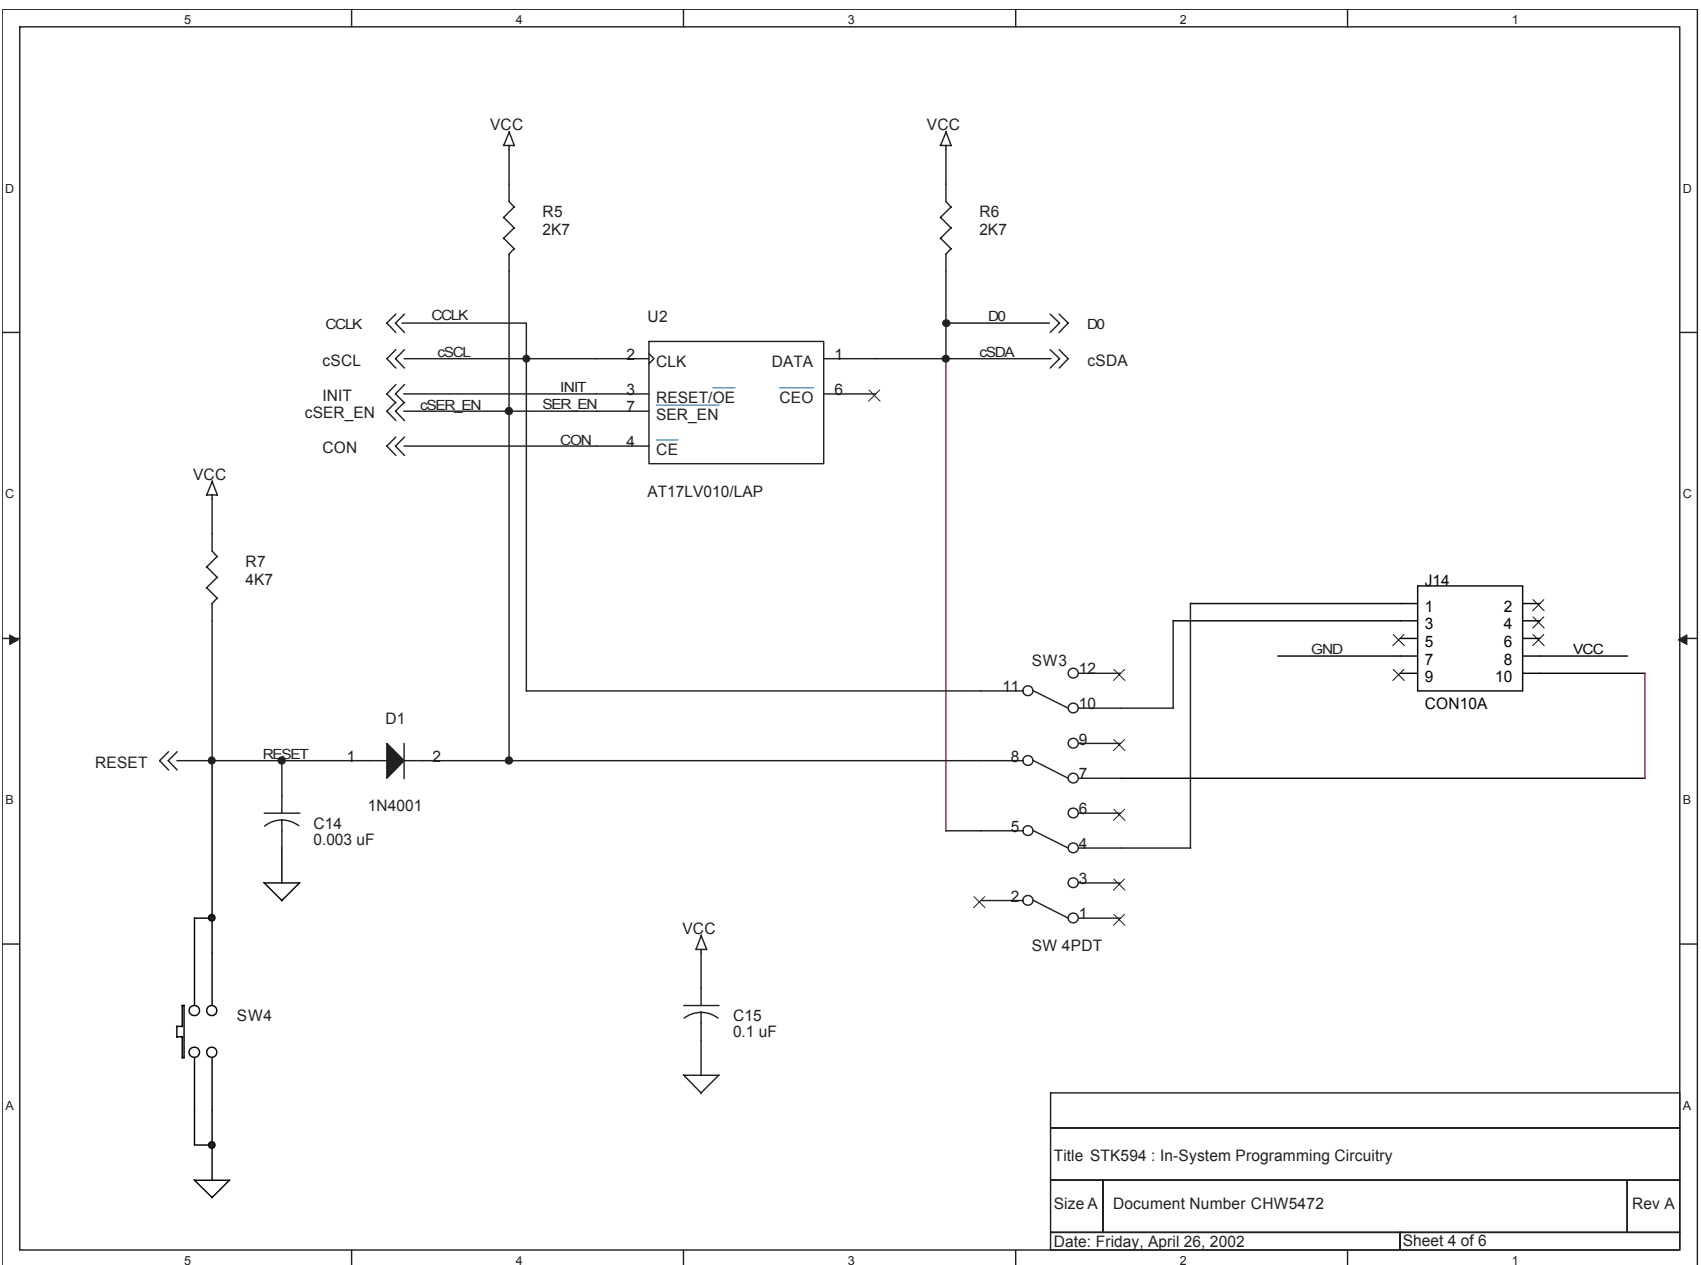 5 4 3 2 1
D D
VCC VCC
R5
2K7
R6
2K7
U2
CCLK CCLK D0 D0
cSCL cSCL 2 CLK DATA 1 cSDA cSDA
INIT INIT 3 RESET/OE CEO 6
cSER_EN cSER_EN SER_EN 7 SER_EN
CON CON 4 CE
AT17LV010/LAP
C C
VCC
R7
4K7
J14
1 2
3 4
5 6
GND 7 8 VCC
9 10
CON10A
SW3
12
11
10
9
8
7
6
5
4
3
2
1
SW 4PDT
D1
RESET RESET 1 2
1N4001
C14
0.003 uF
B B
VCC
C15
0.1 uF
SW4
A A
Title STK594 : In-System Programming Circuitry
Size A Document Number CHW5472 Rev A
Date: Friday, April 26, 2002 Sheet 4 of 6
5 4 3 2 1